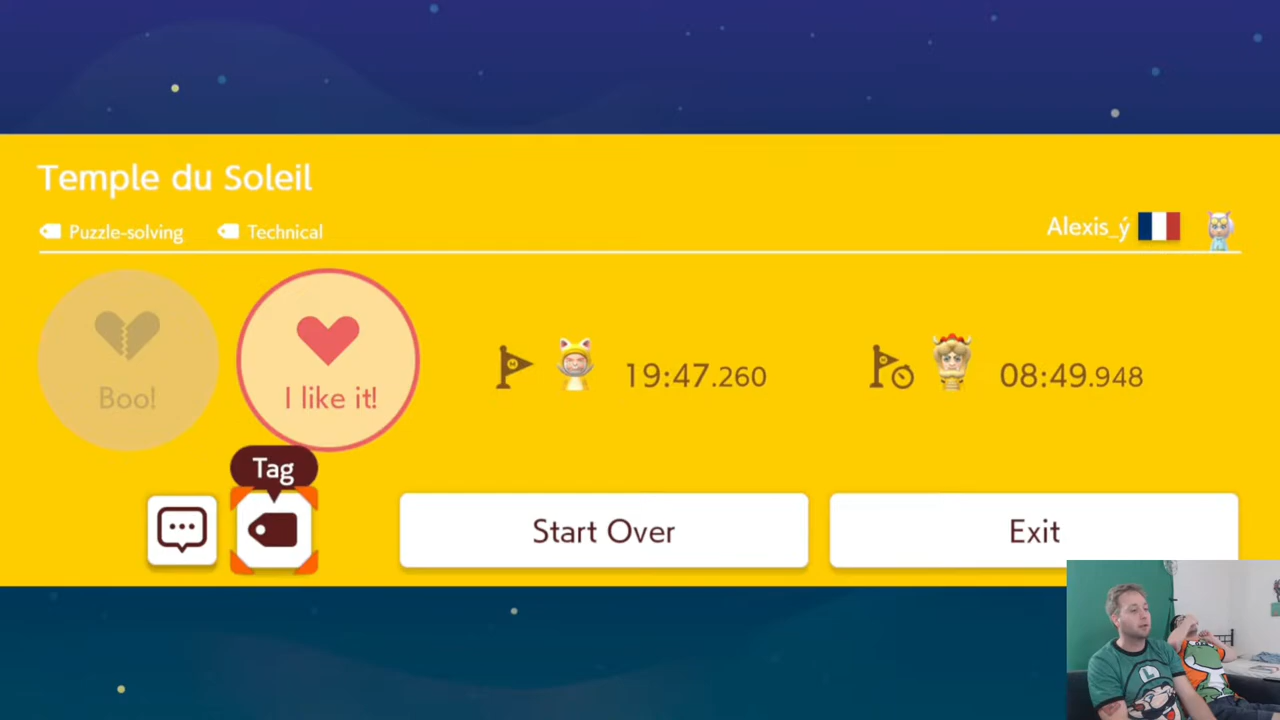 Temple du Soleil
Puzzle-solving Technical
Alexis_ý
Boo!
I like it!
19:47.260
08:49.948
Tag
Start Over
Exit
L